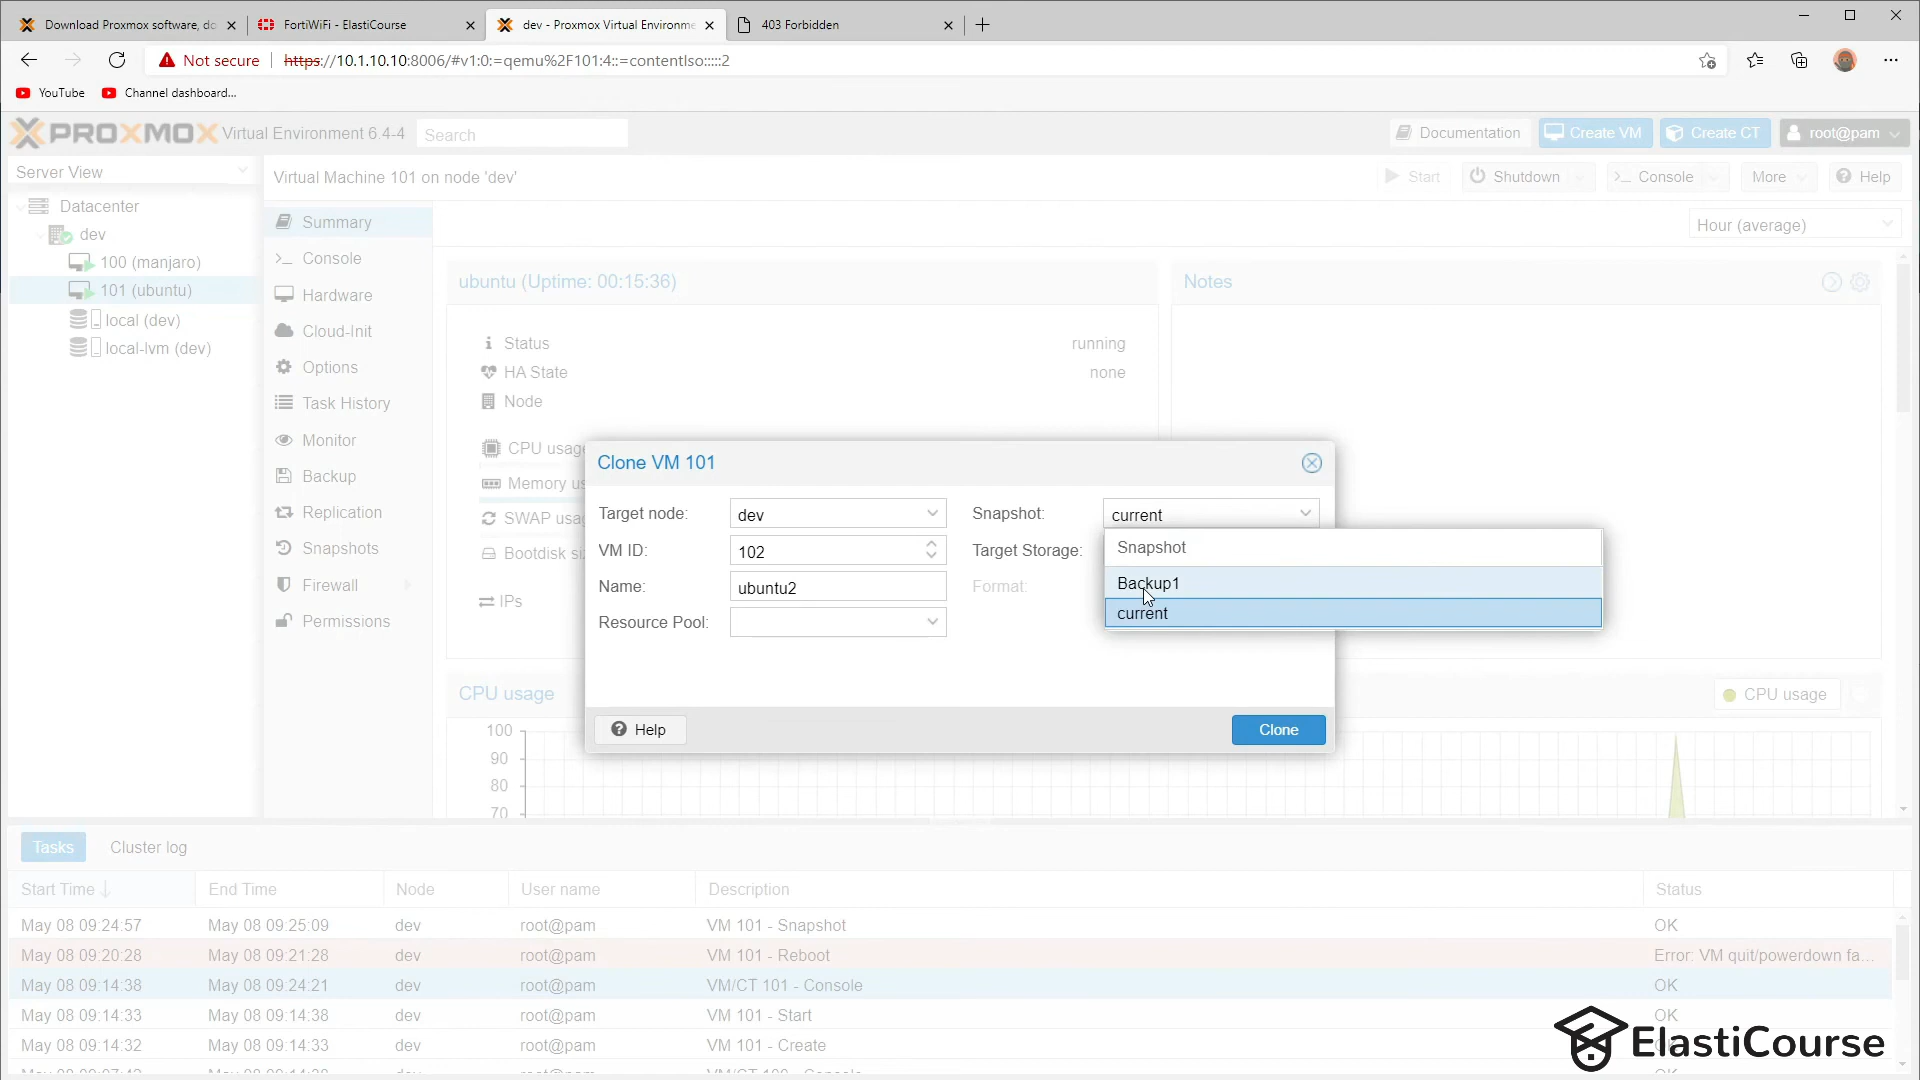 Download Proxmox software, do
FortiWiFi - ElastiCourse
dev - Proxmox Virtual Environme
403 Forbidden
Not secure
https://10.1.10.10:8006/#v1:0:=qemu%2F101:4::=contentIso:::::2
YouTube
Channel dashboard...
PROXMOX Virtual Environment 6.4-4
Search
Documentation
Create VM
Create CT
root@pam
Server View
Virtual Machine 101 on node 'dev'
Start
Shutdown
Console
More
Help
Datacenter
dev
100 (manjaro)
101 (ubuntu)
local (dev)
local-lvm (dev)
Summary
Console
Hardware
Cloud-Init
Options
Task History
Monitor
Backup
Replication
Snapshots
Firewall
Permissions
Hour (average)
ubuntu (Uptime: 00:15:36)
Notes
Status running
HA State none
Node
CPU usage
Memory us
SWAP usag
Bootdisk si
IPs
Clone VM 101
Target node: dev
VM ID: 102
Name: ubuntu2
Resource Pool:
Snapshot: current
Target Storage:
Format:
Snapshot
Backup1
current
Help
Clone
CPU usage
CPU usage
100
90
80
70
Tasks
Cluster log
Start Time End Time Node User name Description Status
May 08 09:24:57 May 08 09:25:09 dev root@pam VM 101 - Snapshot OK
May 08 09:20:28 May 08 09:21:28 dev root@pam VM 101 - Reboot Error: VM quit/powerdown fa...
May 08 09:14:38 May 08 09:24:21 dev root@pam VM/CT 101 - Console OK
May 08 09:14:33 May 08 09:14:38 dev root@pam VM 101 - Start OK
May 08 09:14:32 May 08 09:14:33 dev root@pam VM 101 - Create
ElastiCourse